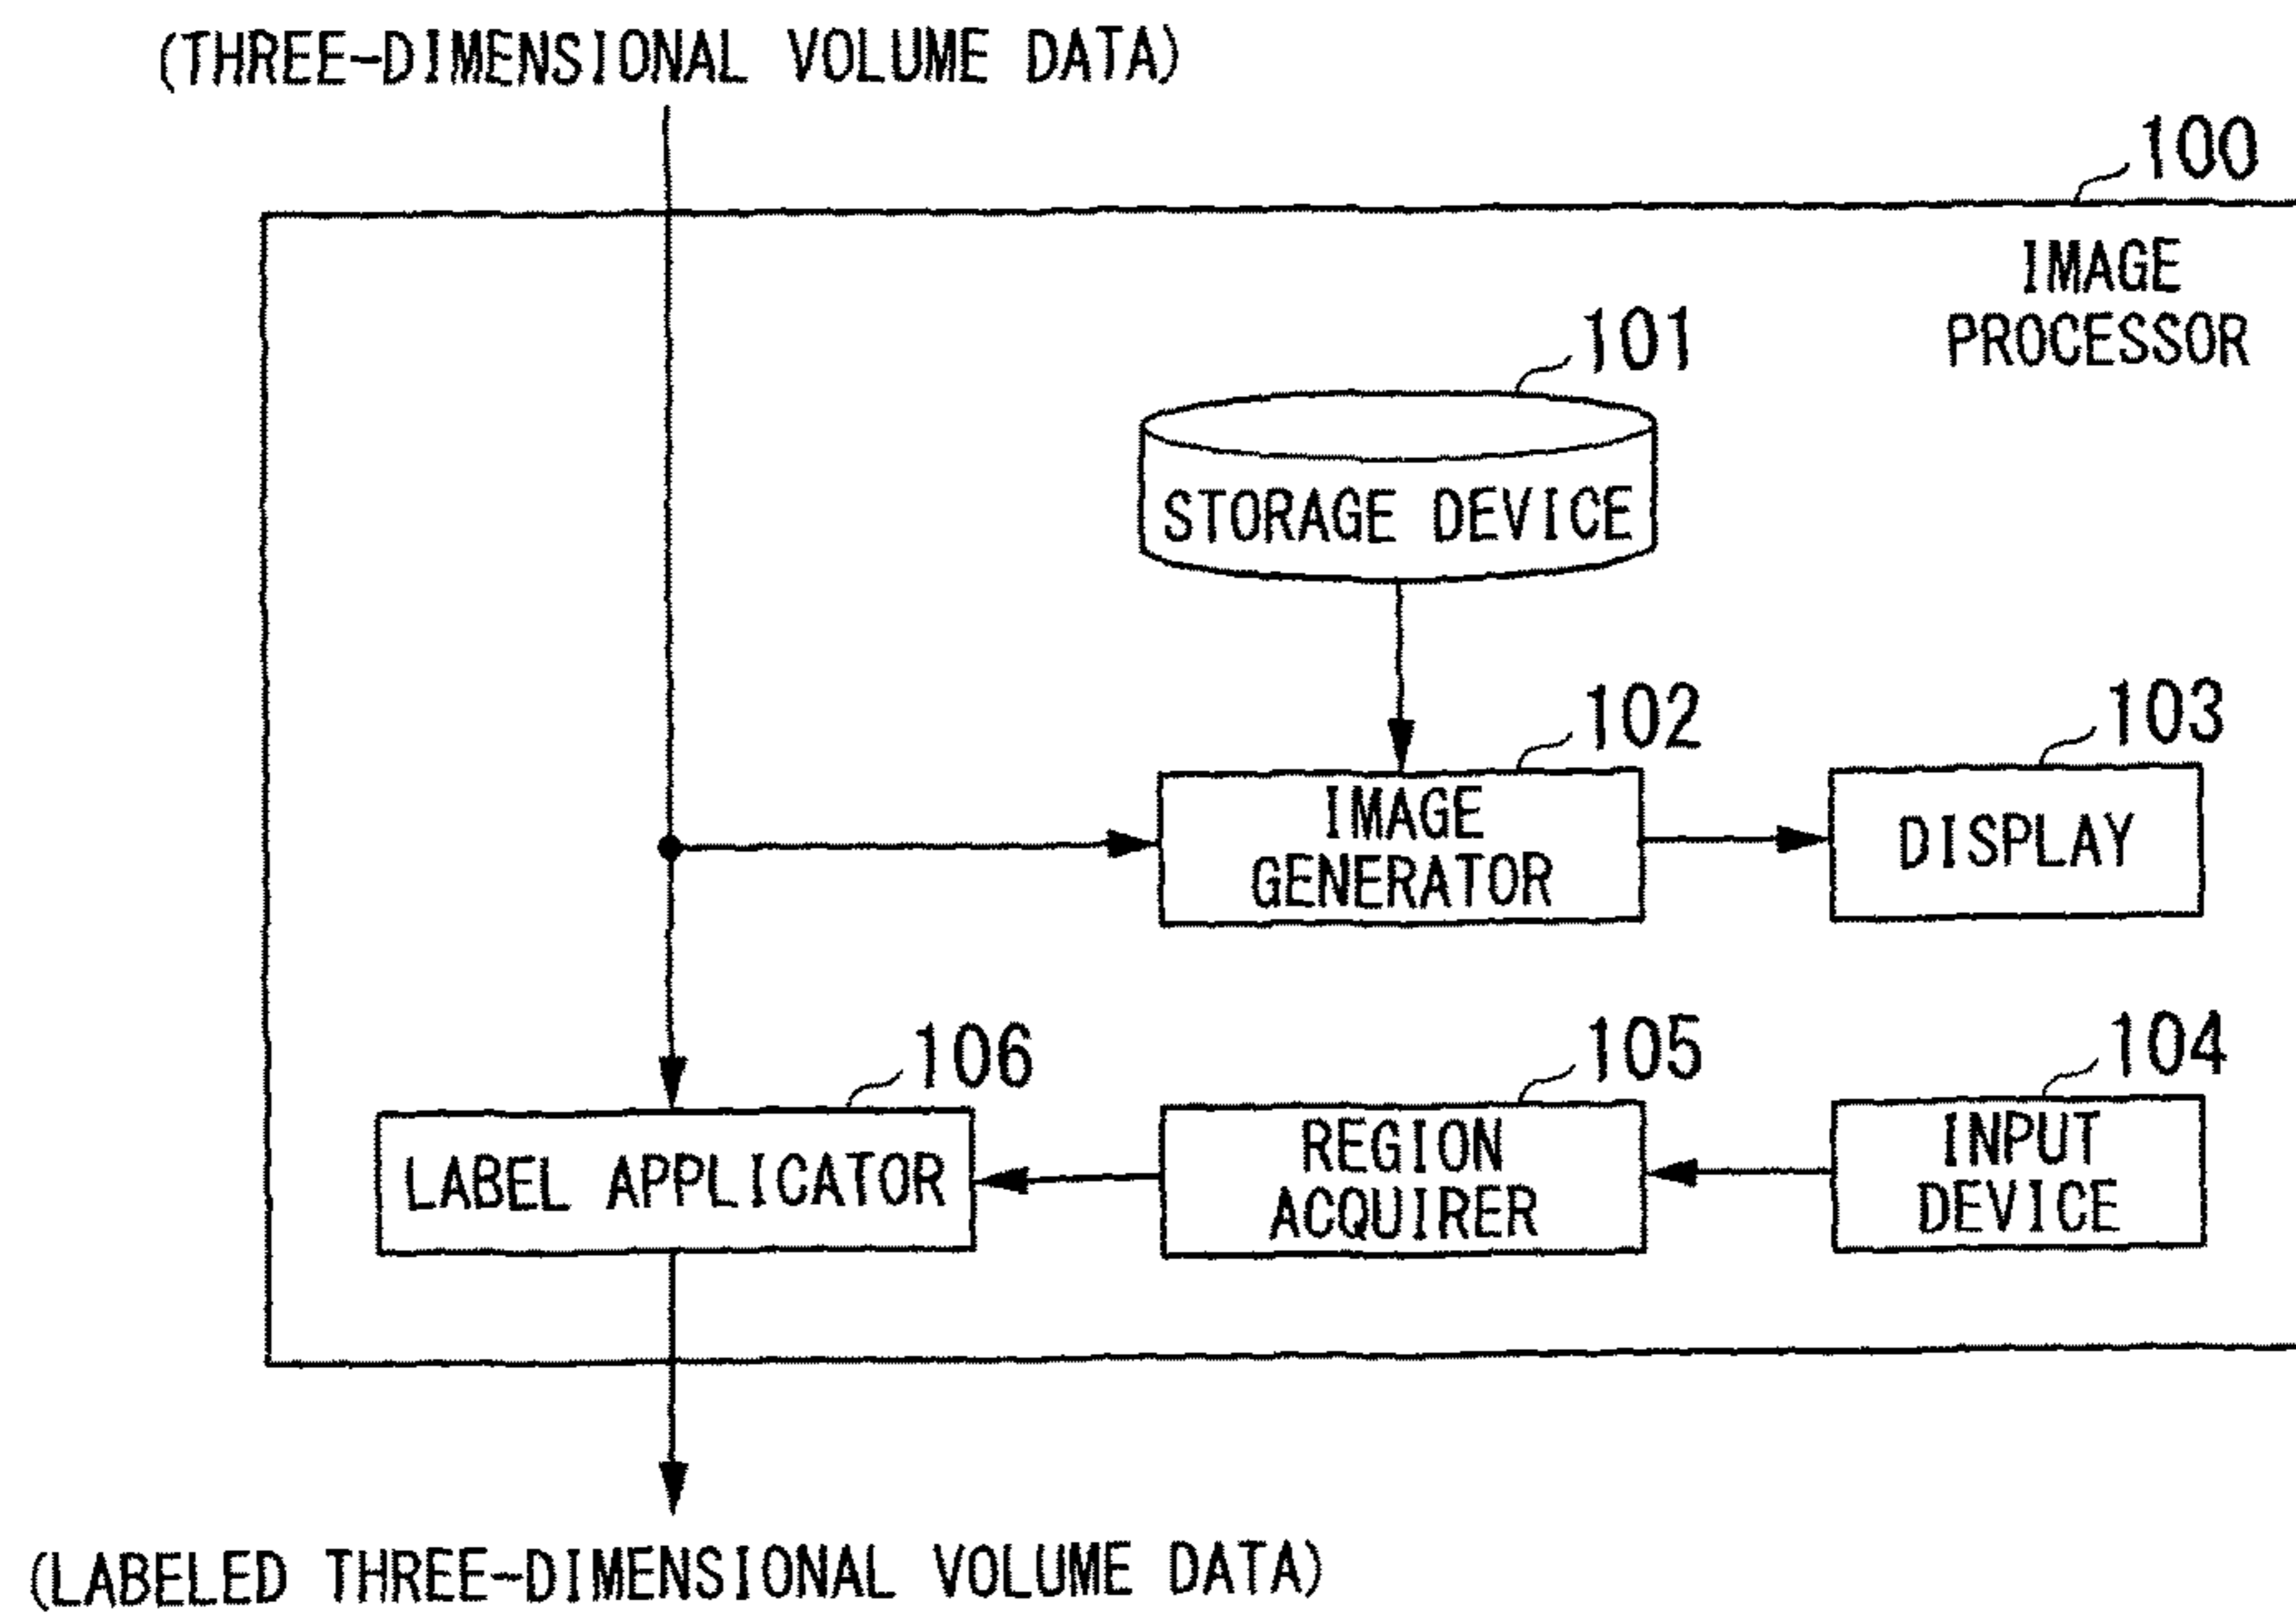 (THREE-DIMENSIONAL VOLUME DATA)
100
IMAGE
PROCESSOR
101
STORAGE DEVICE
102
IMAGE
GENERATOR
103
DISPLAY
106
LABEL APPLICATOR
105
REGION
ACQUIRER
104
INPUT
DEVICE
(LABELED THREE-DIMENSIONAL VOLUME DATA)